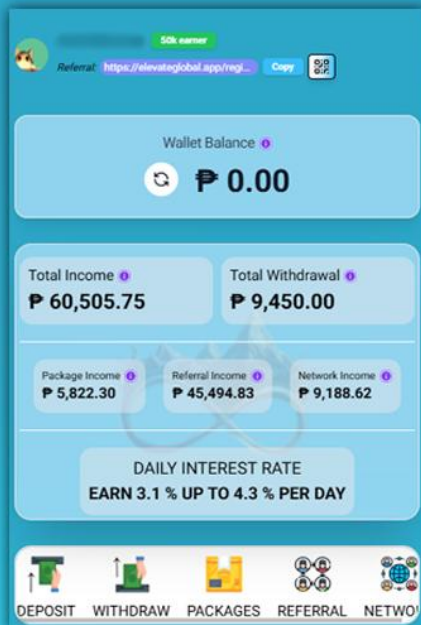 50k earner
Referral: https://elevateglobal.app/regi... Copy
Wallet Balance
₱ 0.00
Total Income Total Withdrawal
₱ 60,505.75 ₱ 9,450.00
Package Income Referral Income Network Income
₱ 5,822.30 ₱ 45,494.83 ₱ 9,188.62
DAILY INTEREST RATE
EARN 3.1 % UP TO 4.3 % PER DAY
DEPOSIT WITHDRAW PACKAGES REFERRAL NETWO